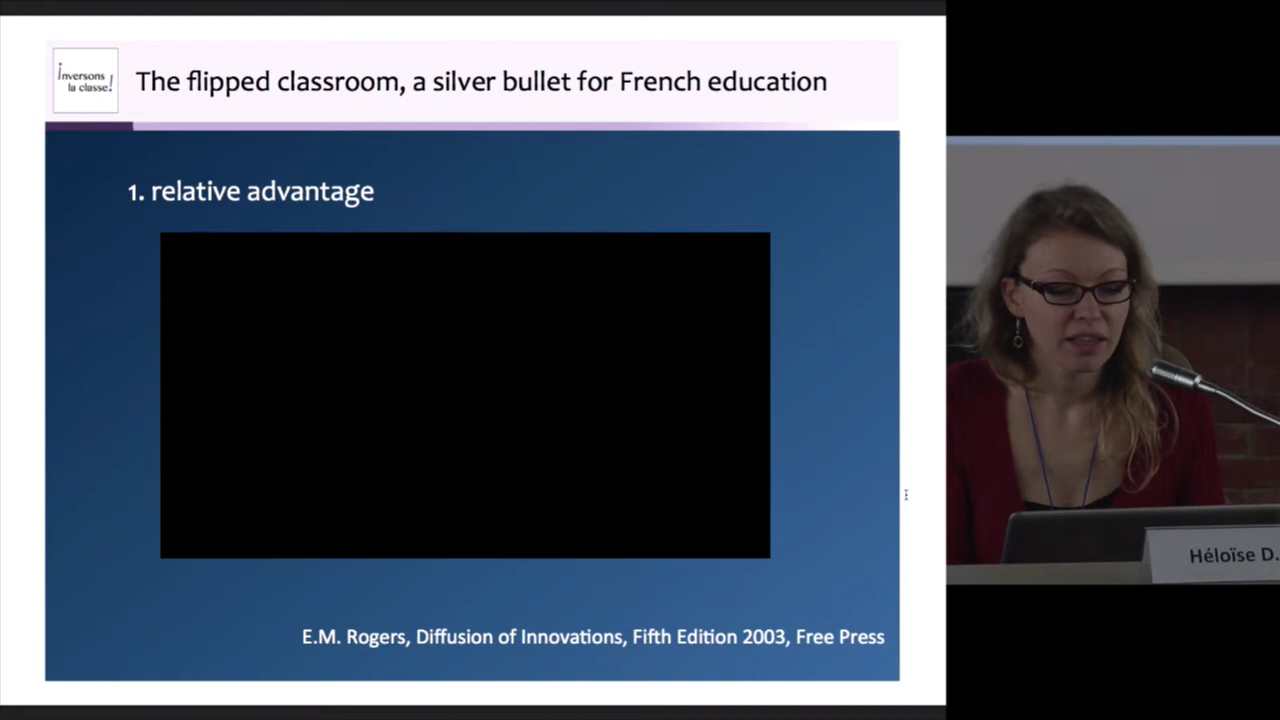 inversons
la classe!
The flipped classroom, a silver bullet for French education
1. relative advantage
E.M. Rogers, Diffusion of Innovations, Fifth Edition 2003, Free Press
Héloïse D.